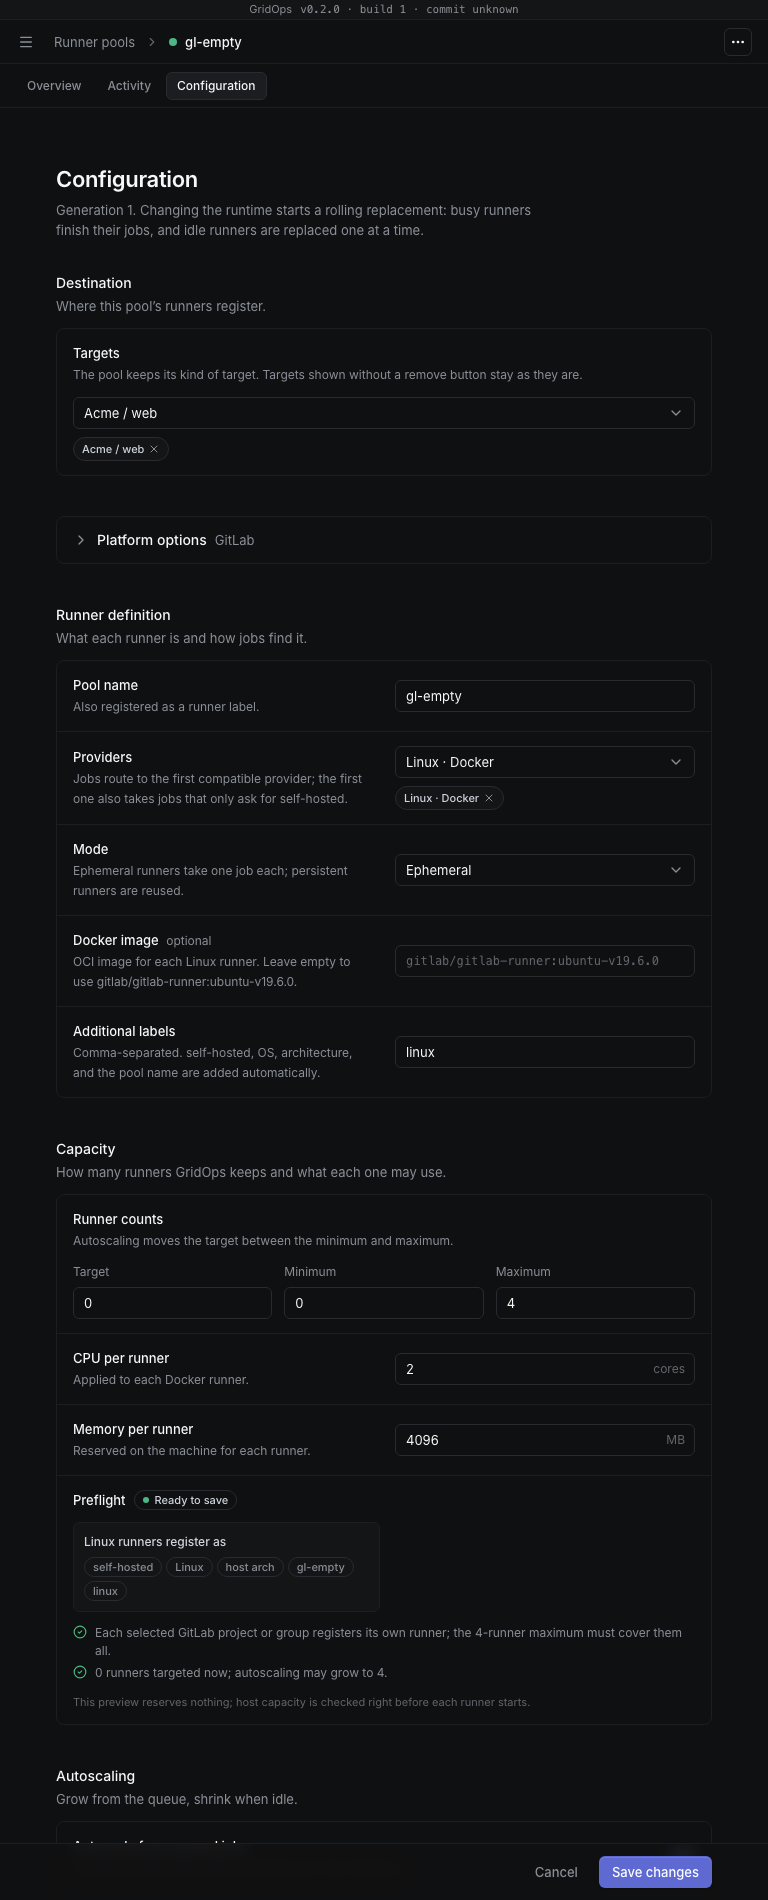 GridOps v0.2.0 · build 1 · commit unknown
Runner pools
gl-empty
Overview
Activity
Configuration
Configuration
Generation 1. Changing the runtime starts a rolling replacement: busy runners
finish their jobs, and idle runners are replaced one at a time.
Destination
Where this pool’s runners register.
Targets
The pool keeps its kind of target. Targets shown without a remove button stay as they are.
Acme / web
Acme / web
Platform options GitLab
Runner definition
What each runner is and how jobs find it.
Pool name
Also registered as a runner label.
gl-empty
Providers
Jobs route to the first compatible provider; the first
one also takes jobs that only ask for self-hosted.
Linux · Docker
Linux · Docker
Mode
Ephemeral runners take one job each; persistent
runners are reused.
Ephemeral
Docker image optional
OCI image for each Linux runner. Leave empty to
use gitlab/gitlab-runner:ubuntu-v19.6.0.
gitlab/gitlab-runner:ubuntu-v19.6.0
Additional labels
Comma-separated. self-hosted, OS, architecture,
and the pool name are added automatically.
linux
Capacity
How many runners GridOps keeps and what each one may use.
Runner counts
Autoscaling moves the target between the minimum and maximum.
Target
Minimum
Maximum
0
0
4
CPU per runner
Applied to each Docker runner.
2
cores
Memory per runner
Reserved on the machine for each runner.
4096
MB
Preflight
Ready to save
Linux runners register as
self-hosted
Linux
host arch
gl-empty
linux
Each selected GitLab project or group registers its own runner; the 4-runner maximum must cover them
all.
0 runners targeted now; autoscaling may grow to 4.
This preview reserves nothing; host capacity is checked right before each runner starts.
Autoscaling
Grow from the queue, shrink when idle.
Cancel
Save changes